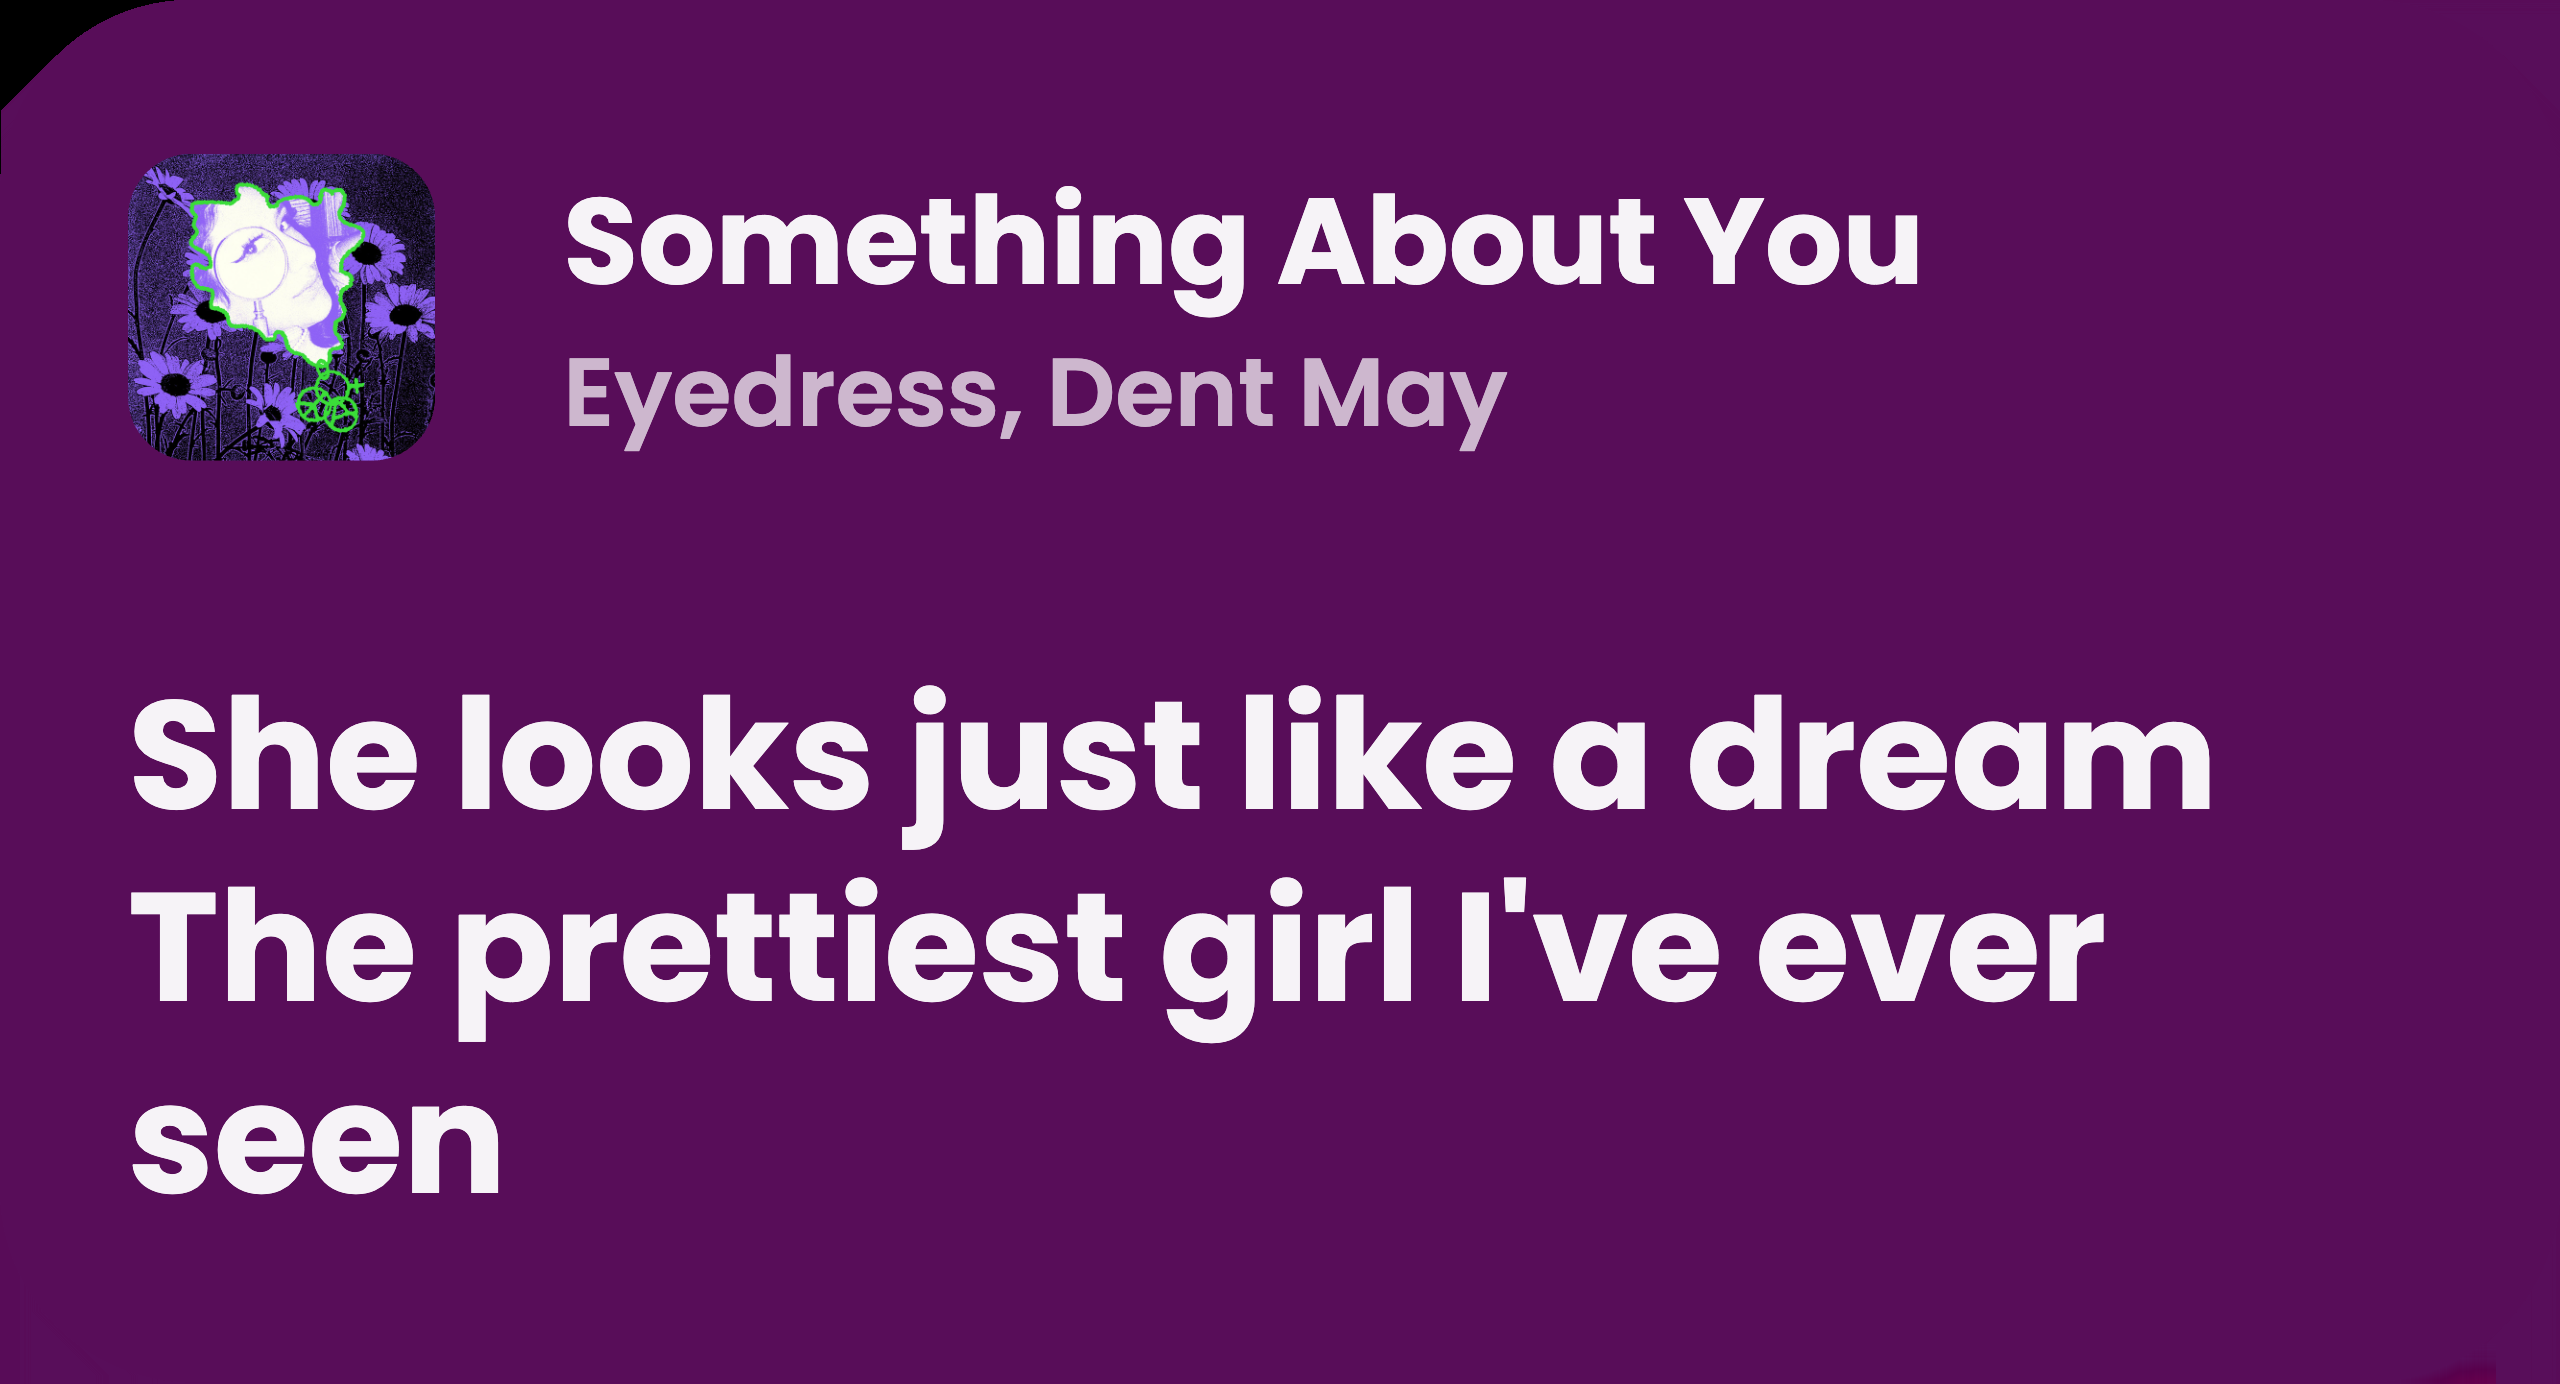 Something About You
Eyedress, Dent May
She looks just like a dream
The prettiest girl I've ever
seen